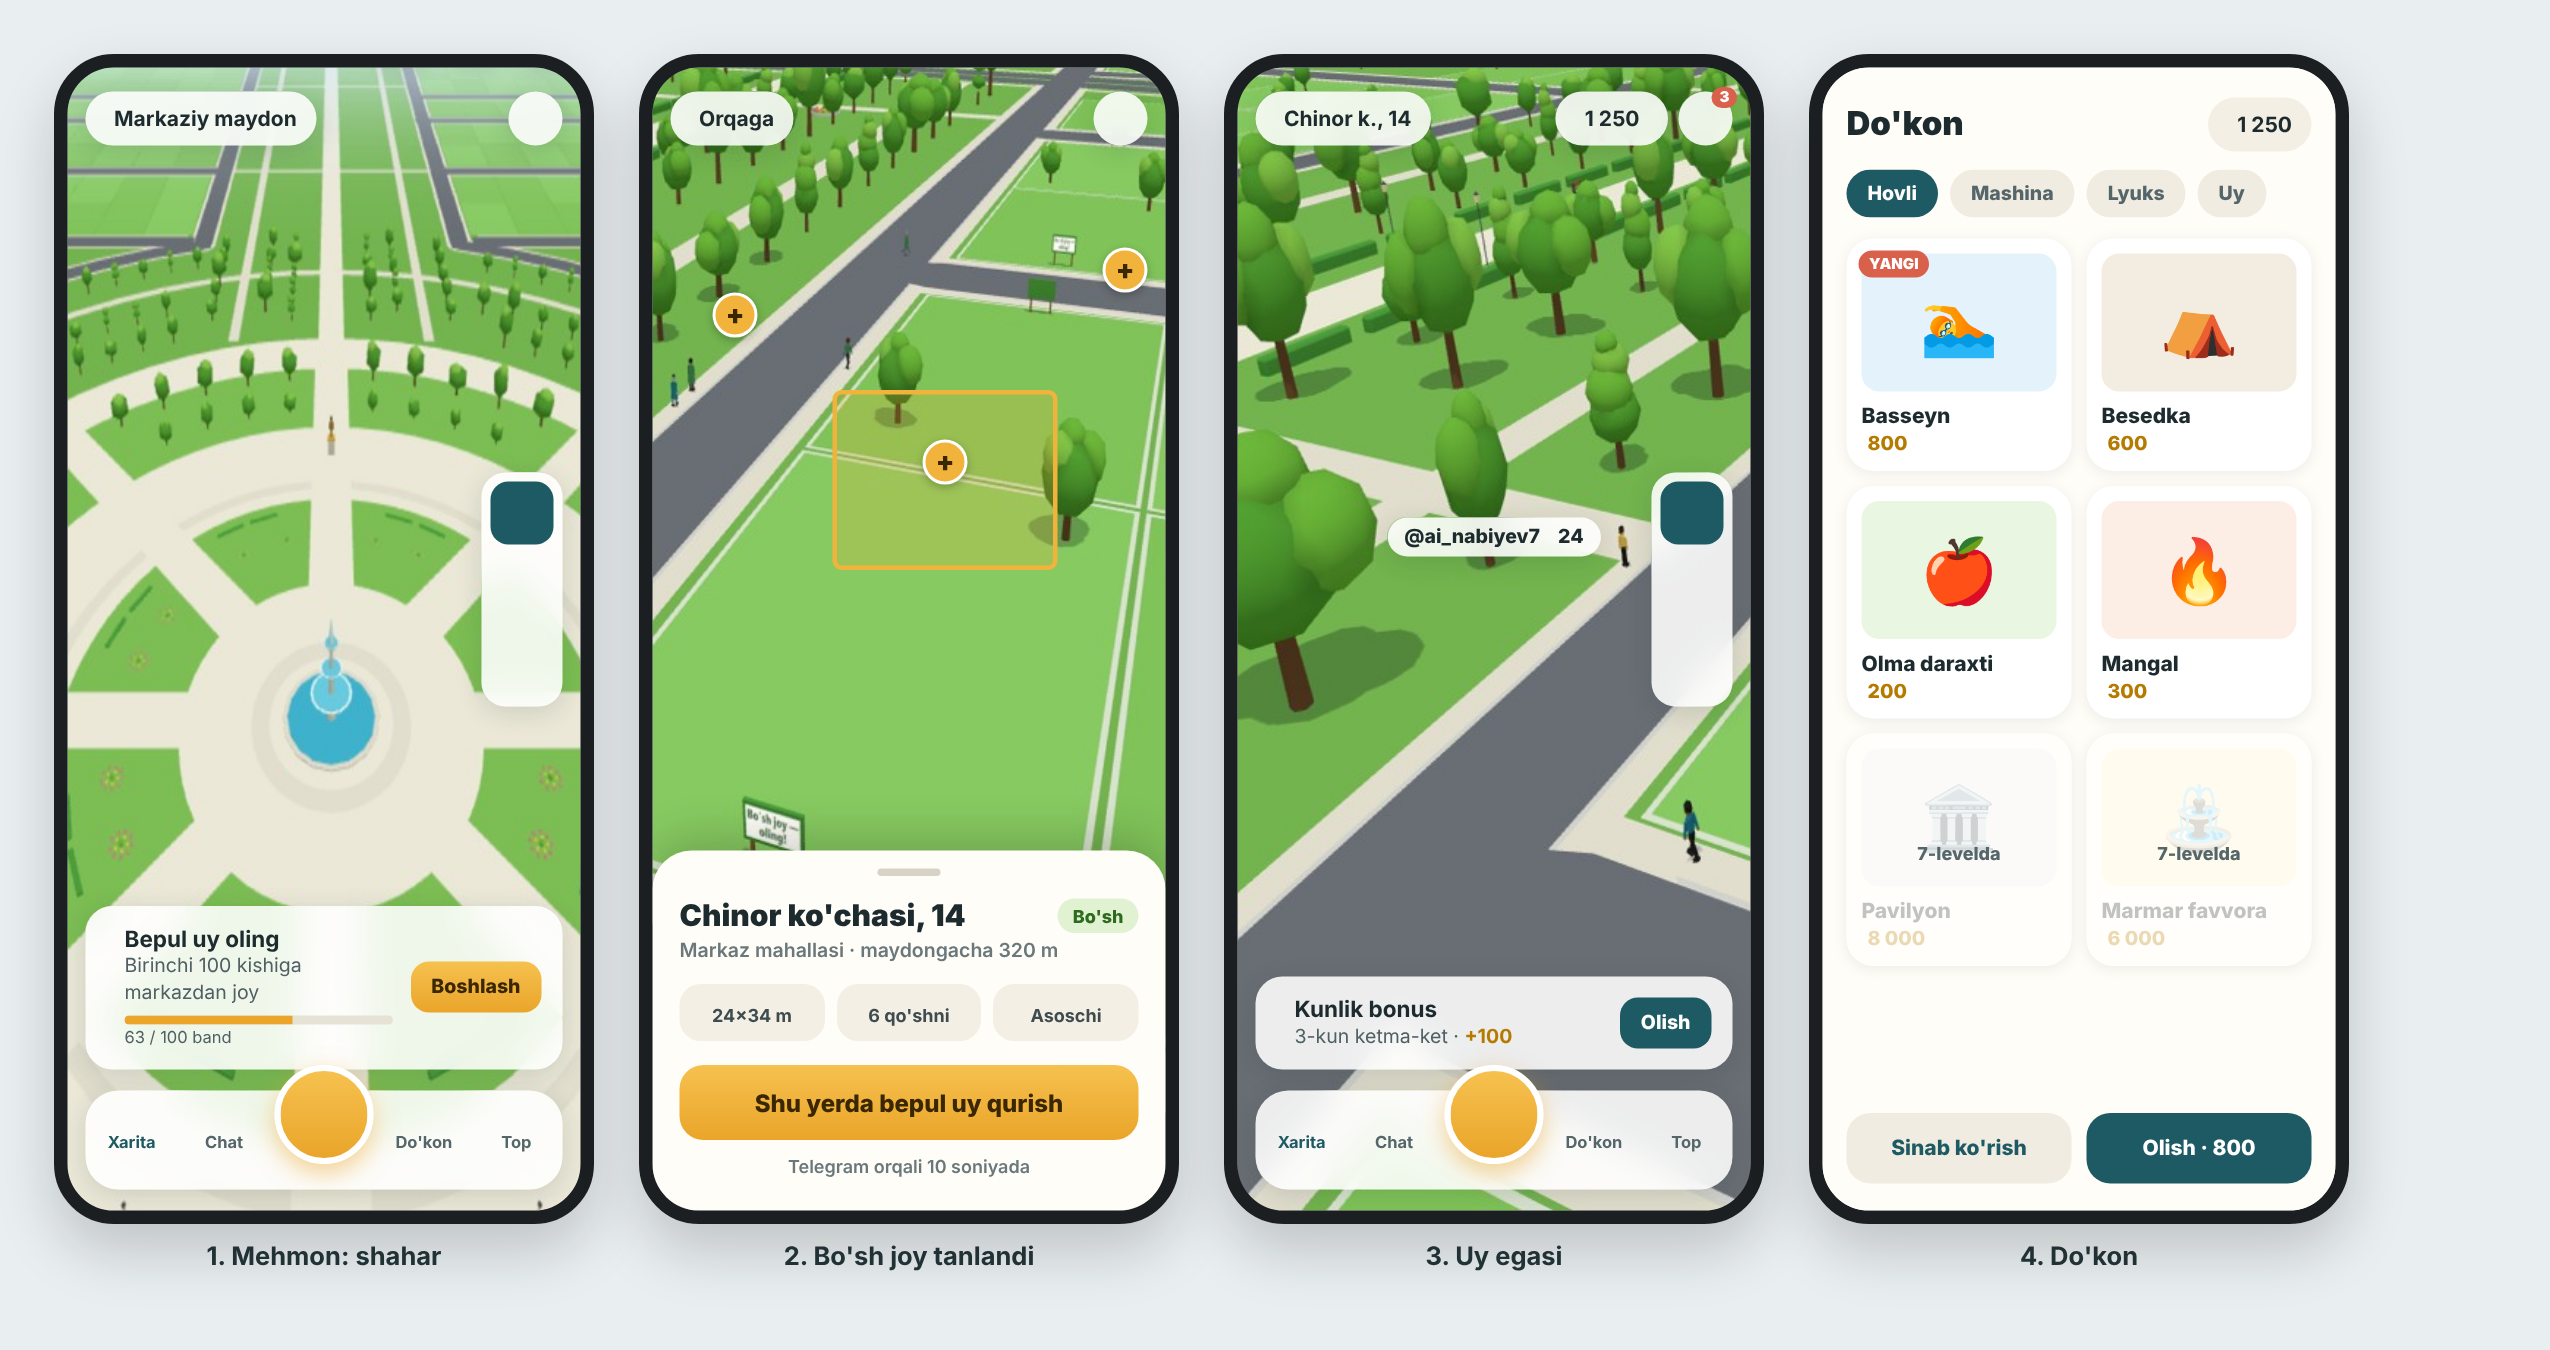 Markaziy maydon
Bepul uy oling
Birinchi 100 kishiga
markazdan joy
63 / 100 band
Boshlash
Xarita
Chat
Do'kon
Top
1. Mehmon: shahar
Orqaga
+
+
+
Bo'sh joy —
oling!
Chinor ko'chasi, 14
Bo'sh
Markaz mahallasi · maydongacha 320 m
24×34 m
6 qo'shni
Asoschi
Shu yerda bepul uy qurish
Telegram orqali 10 soniyada
2. Bo'sh joy tanlandi
Chinor k., 14
1 250
3
@ai_nabiyev7 24
Kunlik bonus
3-kun ketma-ket · +100
Olish
Xarita
Chat
Do'kon
Top
3. Uy egasi
Do'kon
1 250
Hovli
Mashina
Lyuks
Uy
YANGI
Basseyn
800
Besedka
600
Olma daraxti
200
Mangal
300
7-levelda
Pavilyon
8 000
7-levelda
Marmar favvora
6 000
Sinab ko'rish
Olish · 800
4. Do'kon